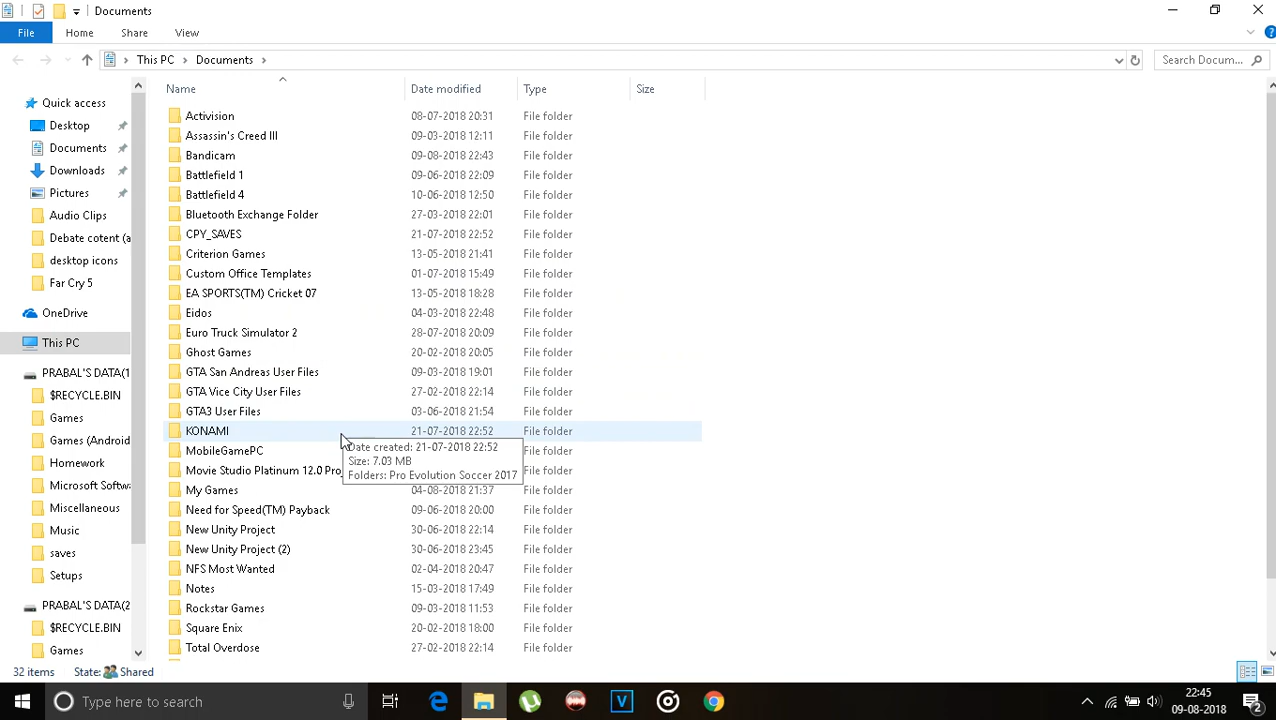 Documents
File Home Share View
This PC Documents
Search Docum...
Name Date modified Type Size
Quick access
Desktop
Documents
Downloads
Pictures
Audio Clips
Debate cotent (a
desktop icons
Far Cry 5
OneDrive
This PC
PRABAL'S DATA(1
$RECYCLE.BIN
Games
Games (Android
Homework
Microsoft Softw
Miscellaneous
Music
saves
Setups
PRABAL'S DATA(2
$RECYCLE.BIN
Games
Activision 08-07-2018 20:31 File folder
Assassin's Creed III 09-03-2018 12:11 File folder
Bandicam 09-08-2018 22:43 File folder
Battlefield 1 09-06-2018 22:09 File folder
Battlefield 4 10-06-2018 12:50 File folder
Bluetooth Exchange Folder 27-03-2018 22:01 File folder
CPY_SAVES 21-07-2018 22:52 File folder
Criterion Games 13-05-2018 21:41 File folder
Custom Office Templates 01-07-2018 15:49 File folder
EA SPORTS(TM) Cricket 07 13-05-2018 18:28 File folder
Eidos 04-03-2018 22:48 File folder
Euro Truck Simulator 2 28-07-2018 20:09 File folder
Ghost Games 20-02-2018 20:05 File folder
GTA San Andreas User Files 09-03-2018 19:01 File folder
GTA Vice City User Files 27-02-2018 22:14 File folder
GTA3 User Files 03-06-2018 21:54 File folder
KONAMI 21-07-2018 22:52 File folder
MobileGamePC File folder
Movie Studio Platinum 12.0 Pro File folder
My Games 04-08-2018 21:37 File folder
Need for Speed(TM) Payback 09-06-2018 20:00 File folder
New Unity Project 30-06-2018 22:14 File folder
New Unity Project (2) 30-06-2018 23:45 File folder
NFS Most Wanted 02-04-2018 20:47 File folder
Notes 15-03-2018 17:49 File folder
Rockstar Games 09-03-2018 11:53 File folder
Square Enix 20-02-2018 18:00 File folder
Total Overdose 27-02-2018 22:14 File folder
Date created: 21-07-2018 22:52
Size: 7.03 MB
Folders: Pro Evolution Soccer 2017
32 items State: Shared
Type here to search
V
22:45
09-08-2018
2